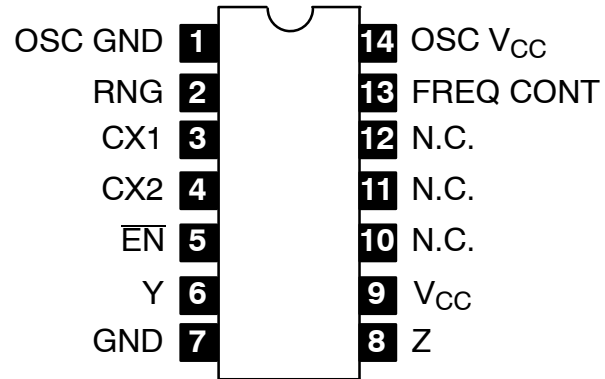 OSC GND 1 14 OSC VCC
RNG 2 13 FREQ CONT
CX1 3 12 N.C.
CX2 4 11 N.C.
E̅N̅ 5 10 N.C.
Y 6 9 VCC
GND 7 8 Z